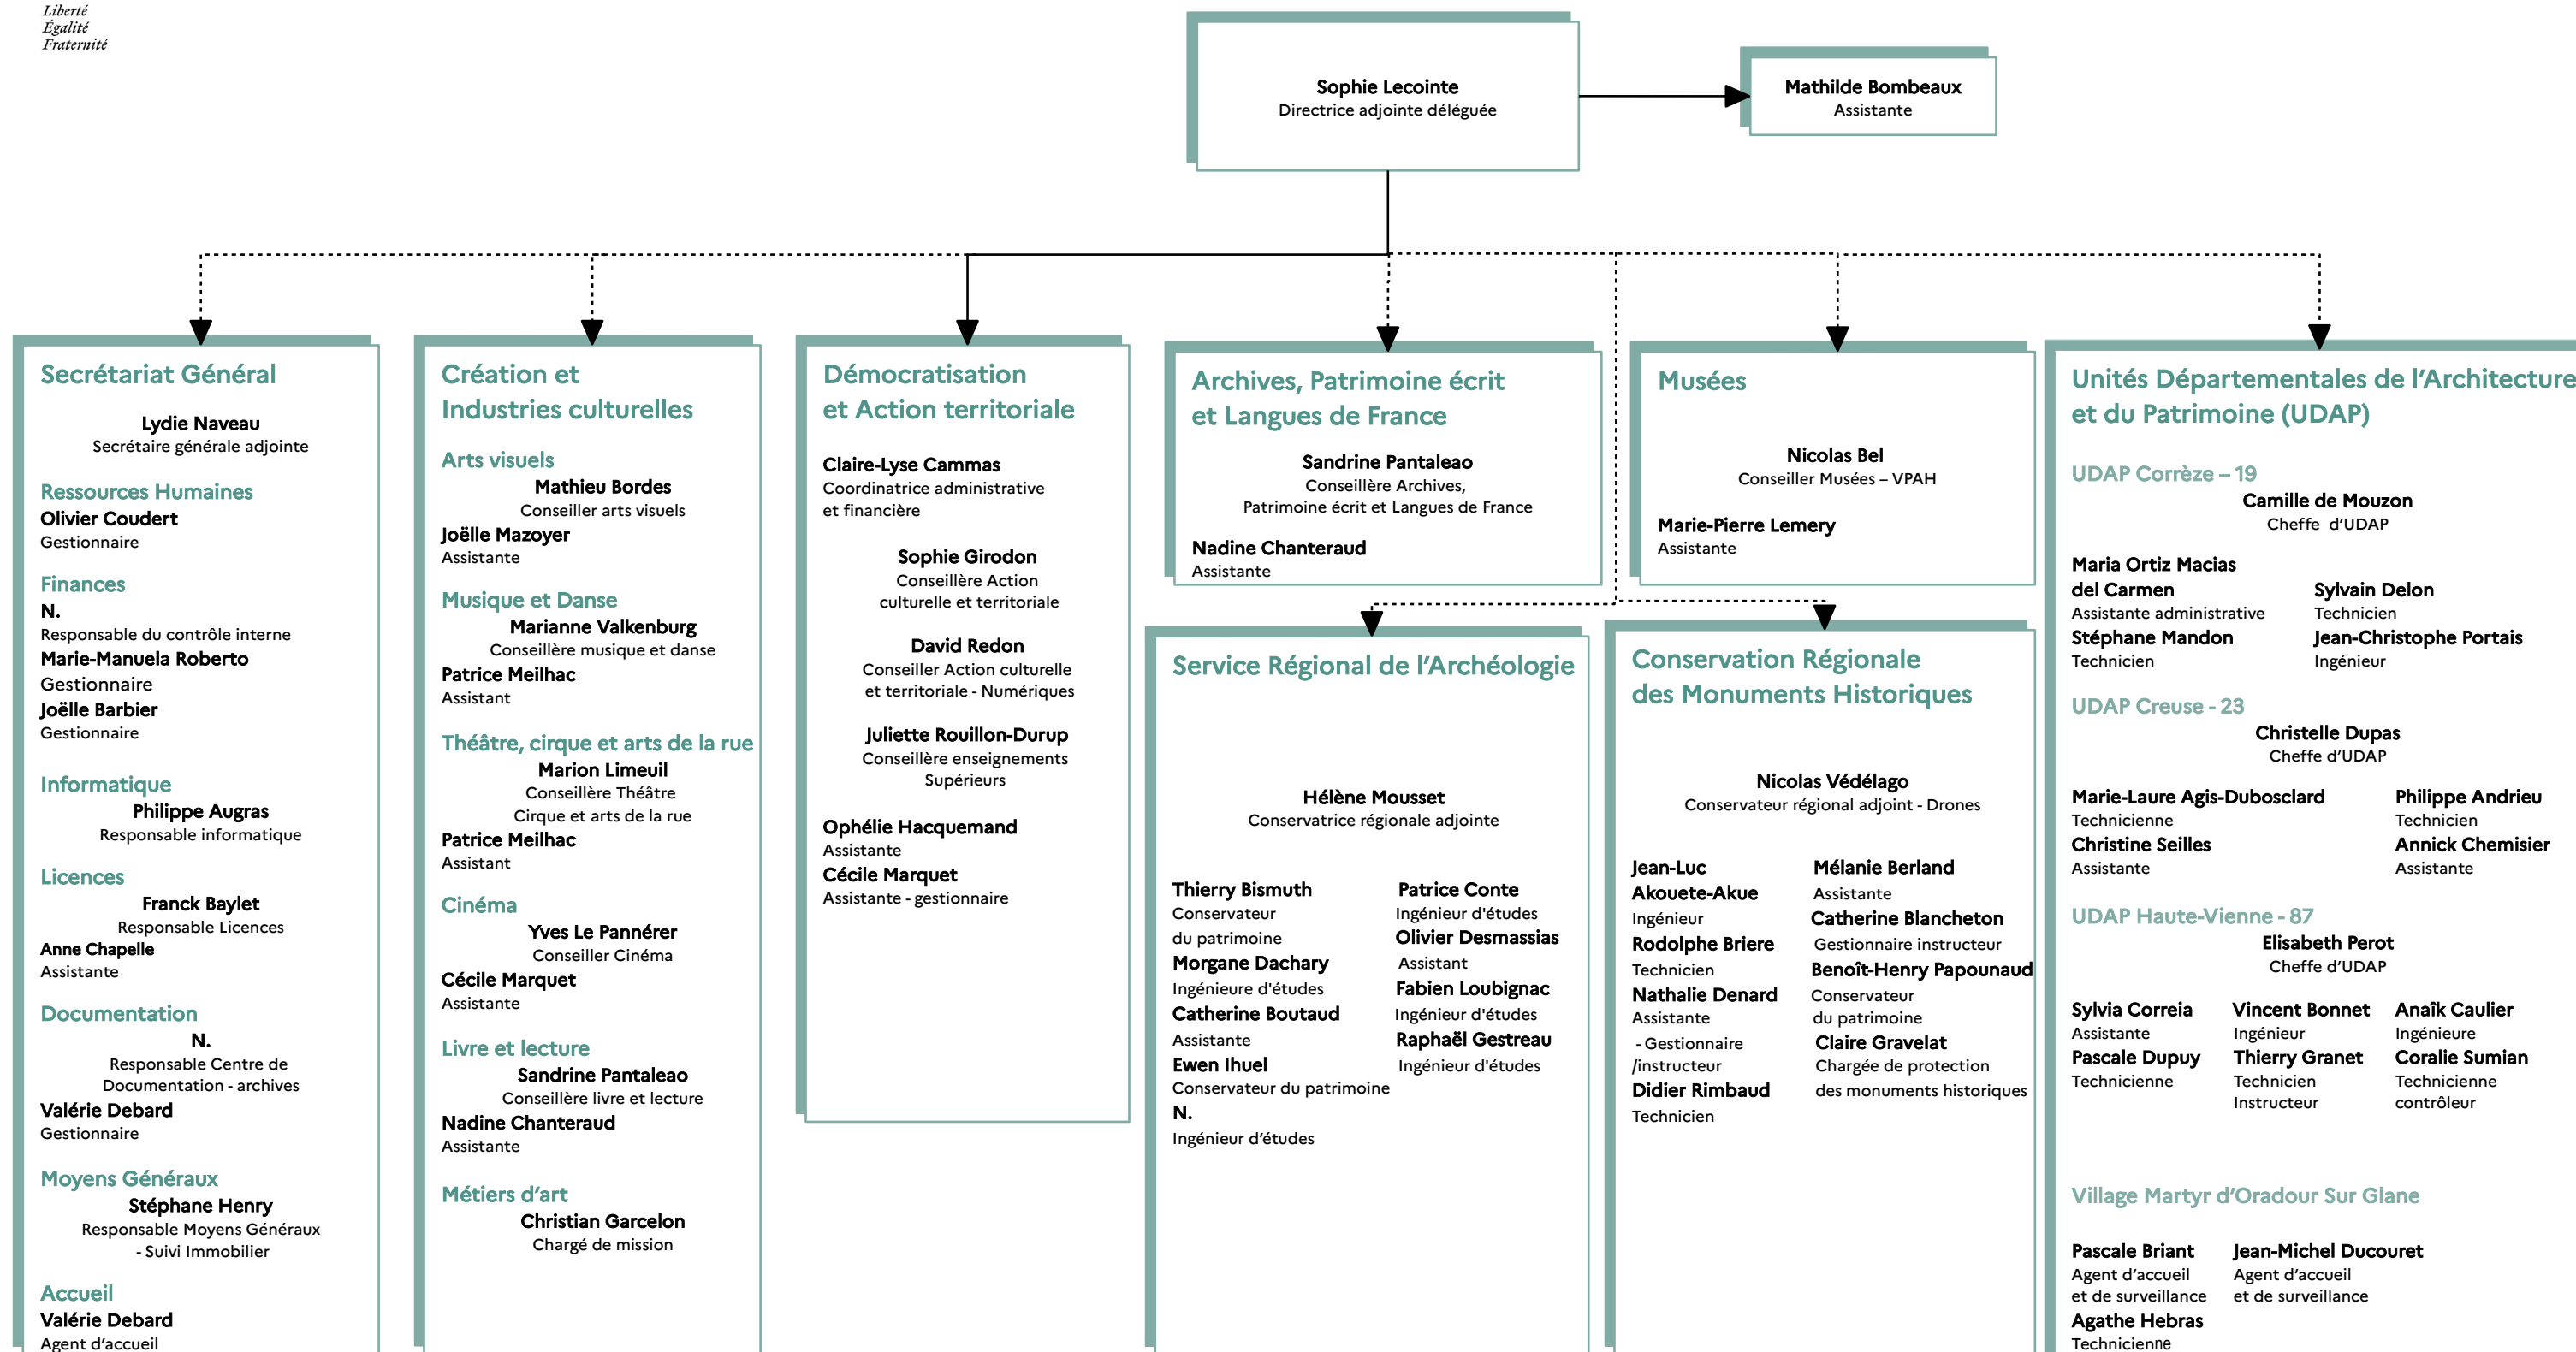 Liberté
Égalité
Fraternité
Sophie Lecointe
Directrice adjointe déléguée
Mathilde Bombeaux
Assistante
Secrétariat Général
Lydie Naveau
Secrétaire générale adjointe
Ressources Humaines
Olivier Coudert
Gestionnaire
Finances
N.
Responsable du contrôle interne
Marie-Manuela Roberto
Gestionnaire
Joëlle Barbier
Gestionnaire
Informatique
Philippe Augras
Responsable informatique
Licences
Franck Baylet
Responsable Licences
Anne Chapelle
Assistante
Documentation
N.
Responsable Centre de
Documentation - archives
Valérie Debard
Gestionnaire
Moyens Généraux
Stéphane Henry
Responsable Moyens Généraux
- Suivi Immobilier
Accueil
Valérie Debard
Agent d’accueil
Création et
Industries culturelles
Arts visuels
Mathieu Bordes
Conseiller arts visuels
Joëlle Mazoyer
Assistante
Musique et Danse
Marianne Valkenburg
Conseillère musique et danse
Patrice Meilhac
Assistant
Théâtre, cirque et arts de la rue
Marion Limeuil
Conseillère Théâtre
Cirque et arts de la rue
Patrice Meilhac
Assistant
Cinéma
Yves Le Pannérer
Conseiller Cinéma
Cécile Marquet
Assistante
Livre et lecture
Sandrine Pantaleao
Conseillère livre et lecture
Nadine Chanteraud
Assistante
Métiers d’art
Christian Garcelon
Chargé de mission
Démocratisation
et Action territoriale
Claire-Lyse Cammas
Coordinatrice administrative
et financière
Sophie Girodon
Conseillère Action
culturelle et territoriale
David Redon
Conseiller Action culturelle
et territoriale - Numériques
Juliette Rouillon-Durup
Conseillère enseignements
Supérieurs
Ophélie Hacquemand
Assistante
Cécile Marquet
Assistante - gestionnaire
Archives, Patrimoine écrit
et Langues de France
Sandrine Pantaleao
Conseillère Archives,
Patrimoine écrit et Langues de France
Nadine Chanteraud
Assistante
Musées
Nicolas Bel
Conseiller Musées – VPAH
Marie-Pierre Lemery
Assistante
Service Régional de l’Archéologie
Hélène Mousset
Conservatrice régionale adjointe
Thierry Bismuth
Conservateur
du patrimoine
Morgane Dachary
Ingénieure d'études
Catherine Boutaud
Assistante
Ewen Ihuel
Conservateur du patrimoine
N.
Ingénieur d’études
Patrice Conte
Ingénieur d'études
Olivier Desmassias
Assistant
Fabien Loubignac
Ingénieur d'études
Raphaël Gestreau
Ingénieur d'études
Conservation Régionale
des Monuments Historiques
Nicolas Védélago
Conservateur régional adjoint - Drones
Jean-Luc
Akouete-Akue
Ingénieur
Rodolphe Briere
Technicien
Nathalie Denard
Assistante
- Gestionnaire
/instructeur
Didier Rimbaud
Technicien
Mélanie Berland
Assistante
Catherine Blancheton
Gestionnaire instructeur
Benoît-Henry Papounaud
Conservateur
du patrimoine
Claire Gravelat
Chargée de protection
des monuments historiques
Unités Départementales de l’Architecture
et du Patrimoine (UDAP)
UDAP Corrèze – 19
Camille de Mouzon
Cheffe d’UDAP
Maria Ortiz Macias
del Carmen
Assistante administrative
Stéphane Mandon
Technicien
Sylvain Delon
Technicien
Jean-Christophe Portais
Ingénieur
UDAP Creuse - 23
Christelle Dupas
Cheffe d’UDAP
Marie-Laure Agis-Dubosclard
Technicienne
Christine Seilles
Assistante
Philippe Andrieu
Technicien
Annick Chemisier
Assistante
UDAP Haute-Vienne - 87
Elisabeth Perot
Cheffe d’UDAP
Sylvia Correia
Assistante
Pascale Dupuy
Technicienne
Vincent Bonnet
Ingénieur
Thierry Granet
Technicien
Instructeur
Anaîk Caulier
Ingénieure
Coralie Sumian
Technicienne
contrôleur
Village Martyr d’Oradour Sur Glane
Pascale Briant
Agent d’accueil
et de surveillance
Agathe Hebras
Technicienne
Jean-Michel Ducouret
Agent d’accueil
et de surveillance